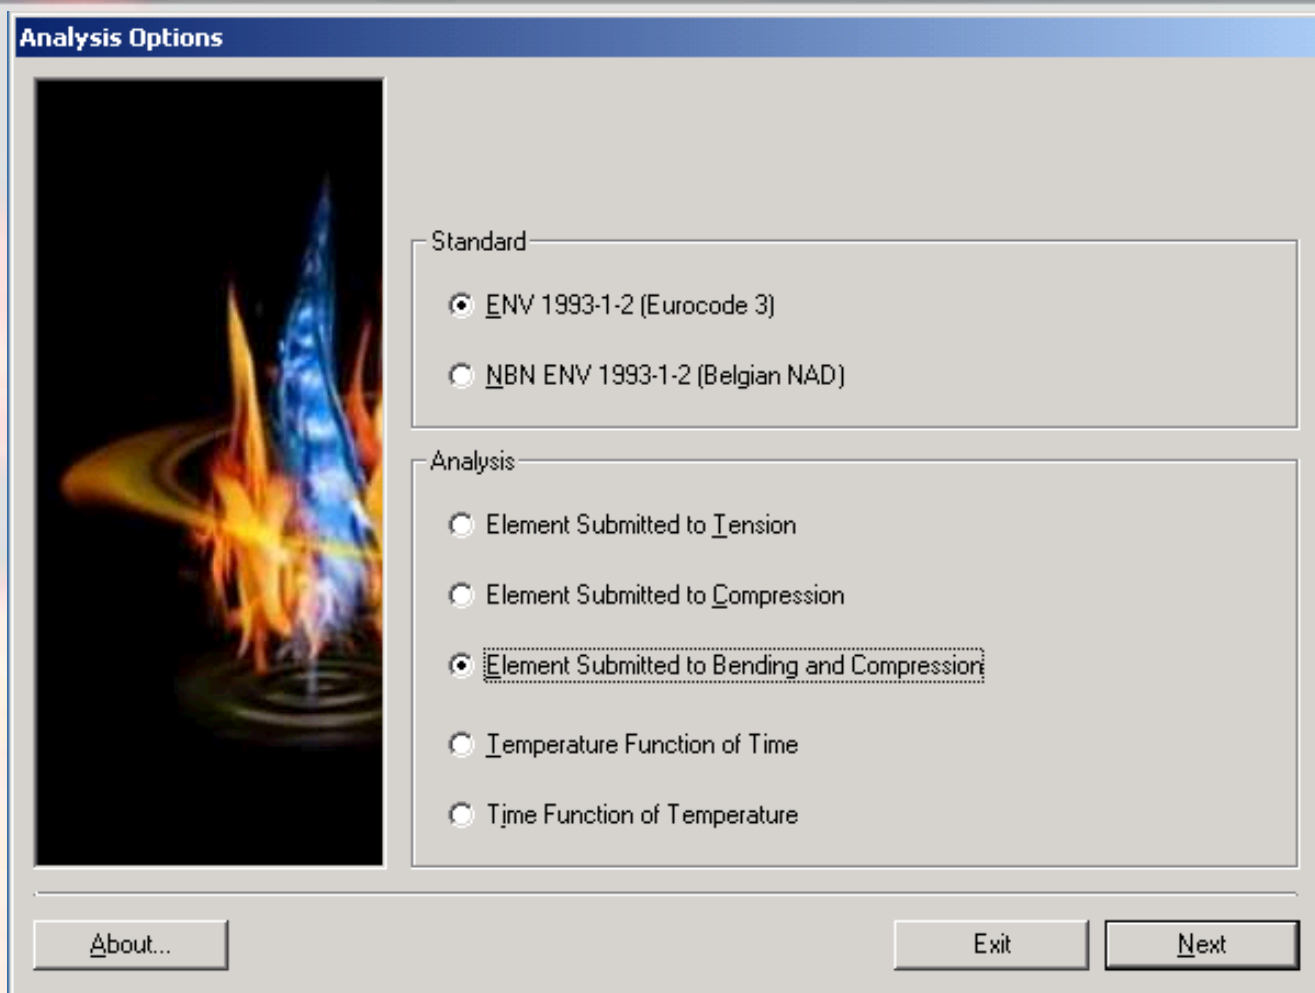 Analysis Options
Standard
ENV 1993-1-2 (Eurocode 3)
NBN ENV 1993-1-2 (Belgian NAD)
Analysis
Element Submitted to Tension
Element Submitted to Compression
Element Submitted to Bending and Compression
Temperature Function of Time
Time Function of Temperature
About...
Exit
Next